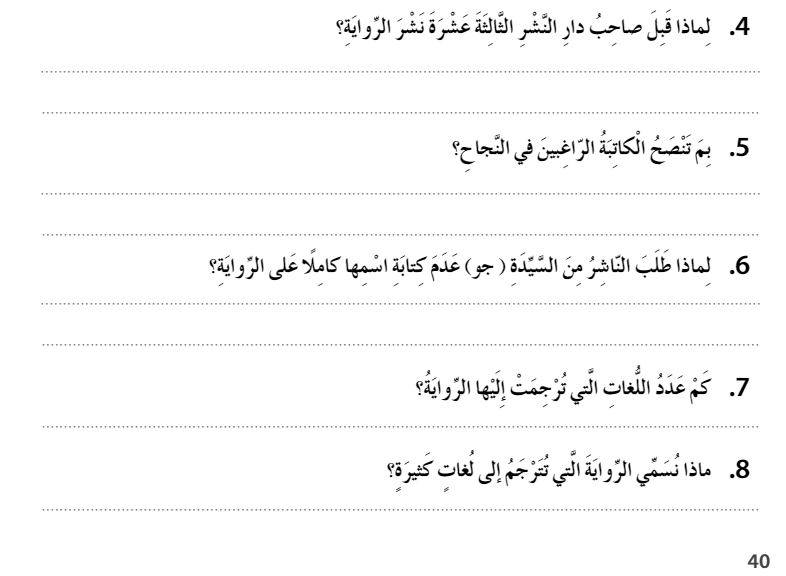 4. لِماذا قَبِلَ صاحِبُ دارِ النَّشْرِ الثَّالِثَةَ عَشْرَةَ نَشْرَ الرِّوايَةِ؟
5. بِمَ تَنْصَحُ الْكاتِبَةُ الرّاغِبينَ في النَّجاحِ؟
6. لِماذا طَلَبَ النّاشِرُ مِنَ السَّيِّدَةِ ( جو ) عَدَمَ كِتابَةِ اسْمِها كامِلًا عَلى الرِّوايَةِ؟
7. كَمْ عَدَدُ اللُّغاتِ الَّتي تُرْجِمَتْ إِلَيْها الرِّوايَةُ؟
8. ماذا نُسَمِّي الرِّوايَةَ الَّتي تُتَرْجَمُ إلى لُغاتٍ كَثيرَةٍ؟
40